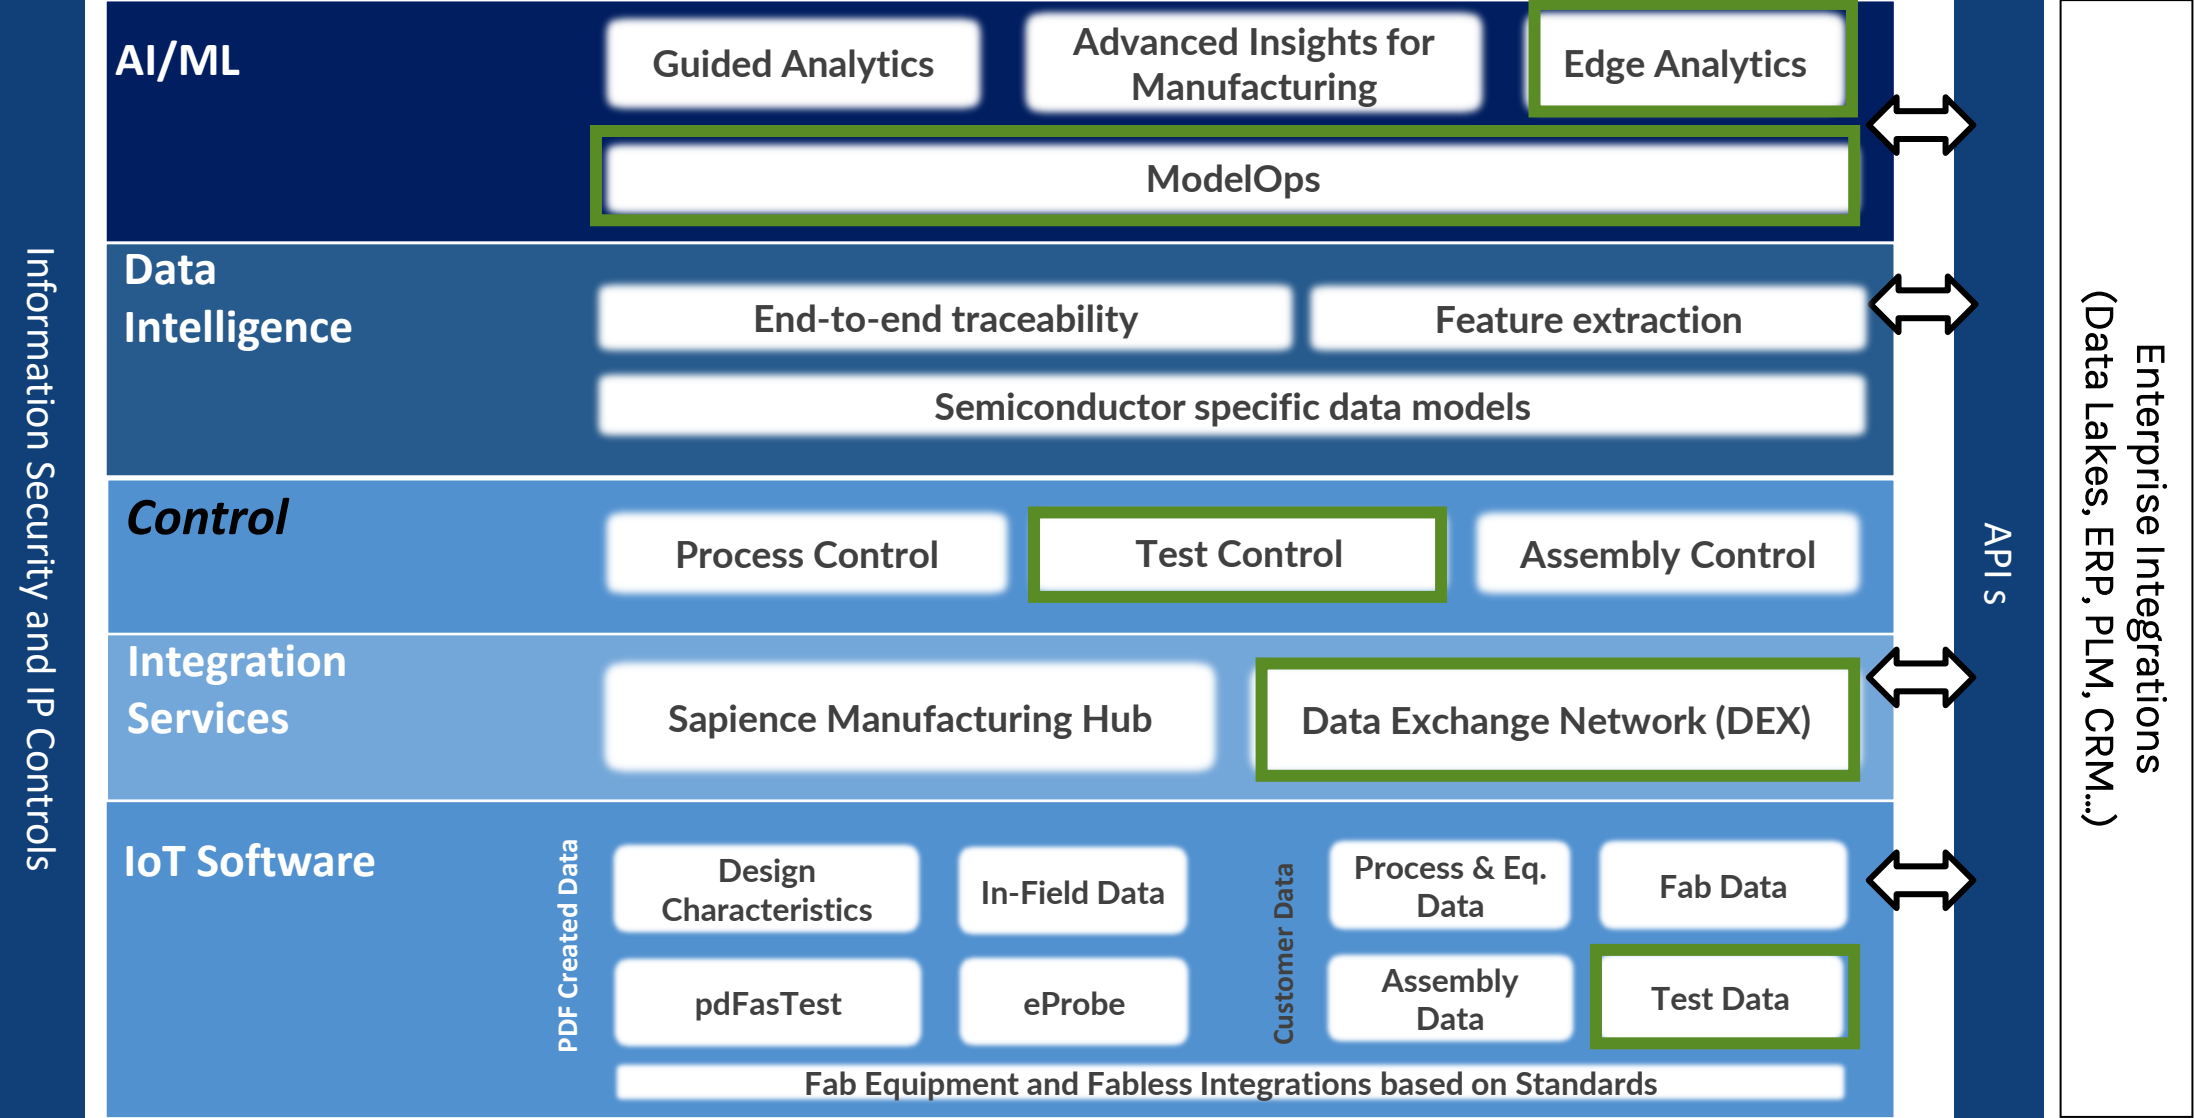 Information Security and IP Controls
AI/ML
Guided Analytics
Advanced Insights for
Manufacturing
Edge Analytics
ModelOps
Data
Intelligence
End-to-end traceability
Feature extraction
Semiconductor specific data models
Control
Process Control
Test Control
Assembly Control
Integration
Services
Sapience Manufacturing Hub
Data Exchange Network (DEX)
IoT Software
PDF Created Data
Design
Characteristics
In-Field Data
pdFasTest
eProbe
Customer Data
Process & Eq.
Data
Fab Data
Assembly
Data
Test Data
Fab Equipment and Fabless Integrations based on Standards
API s
Enterprise Integrations
(Data Lakes, ERP, PLM, CRM...)